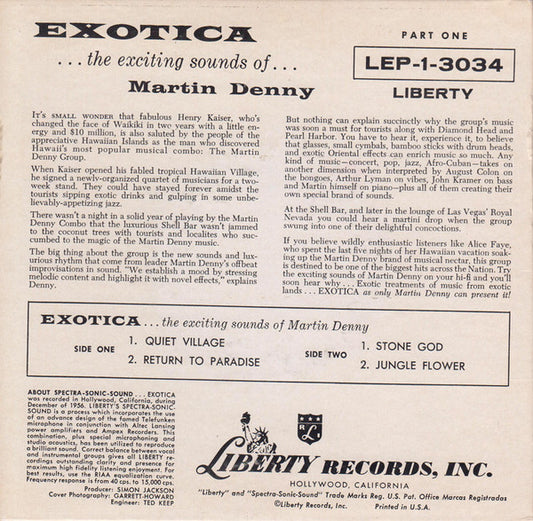 EXOTICA
...the exciting sounds of...
Martin Denny
PART ONE
LEP-1-3034
LIBERTY
IT'S SMALL WONDER that fabulous Henry Kaiser, who's
changed the face of Waikiki in two years with a little en-
ergy and $10 million, is also saluted by the people of the
appreciative Hawaiian Islands as the man who discovered
Hawaii's most popular musical combo: The Martin
Denny Group.
When Kaiser opened his fabled tropical Hawaiian Village,
he signed a newly-organized quartet of musicians for a two-
week stand. They could have stayed forever amidst the
tourists sipping exotic drinks and gulping in some unbe-
lievably-appetizing jazz.
There wasn't a night in a solid year of playing by the Martin
Denny Combo that the luxurious Shell Bar wasn't jammed
to the coconut trees with tourists and localites who suc-
cumbed to the magic of the Martin Denny music.
The big thing about the group is the new sounds and lux-
urious rhythm that come from leader Martin Denny's offbeat
improvisations in sound. "We establish a mood by stressing
melodic content and highlight it with novel effects," explains
Denny.
But nothing can explain succinctly why the group's music
was soon a must for tourists along with Diamond Head and
Pearl Harbor. You have to hear it, experience it, to believe
that glasses, small cymbals, bamboo sticks with drum heads,
and exotic Oriental effects can enrich music so much. Any
kind of music—concert, pop, jazz, Afro-Cuban—takes on
another dimension when interpreted by August Colon on
the bongoes, Arthur Lyman on vibes, John Kramer on bass
and Martin himself on piano—plus all of them creating their
own special brand of sounds.
At the Shell Bar, and later in the lounge of Las Vegas' Royal
Nevada you could hear a martini drop when the group
swung into one of their delightful concoctions.
If you believe wildly enthusiastic listeners like Alice Faye,
who spent the last five nights of her Hawaiian vacation soak-
ing up the Martin Denny brand of musical nectar, this group
is destined to be one of the biggest hits across the Nation. Try
the exciting sounds of Martin Denny on your hi-fi and you'll
soon hear why...Exotic treatments of music from exotic
lands...EXOTICA as only Martin Denny can present it!
EXOTICA...the exciting sounds of Martin Denny
SIDE ONE
1. QUIET VILLAGE
2. RETURN TO PARADISE
SIDE TWO
1. STONE GOD
2. JUNGLE FLOWER
ABOUT SPECTRA-SONIC-SOUND...EXOTICA
was recorded in Hollywood, California, during
December of 1956. LIBERTY'S SPECTRA-SONIC-
SOUND is a process which incorporates the use
of an advance design of the famed Telefunken
microphone in conjunction with Altec Lansing
power amplifiers and Ampex Recorders. This
combination, plus special microphoning and
studio acoustics, has been utilized to reproduce
a brilliant sound. Correct balance between vocal
and instrumental groups gives all LIBERTY re-
cordings outstanding clarity and presence for
maximum high fidelity listening enjoyment. For
best results, use the RIAA equalization curve.
Frequency response is from 40 cps. to 15,000 cps.
Producer: SIMON JACKSON
Cover Photography: GARRETT-HOWARD
Engineer: TED KEEP
LR
LIBERTY RECORDS, INC.
HOLLYWOOD, CALIFORNIA
"Liberty" and "Spectra-Sonic-Sound" Trade Marks Reg. U.S. Pat. Office Marcas Registradas
©Liberty Records, Inc. Printed in U.S.A.